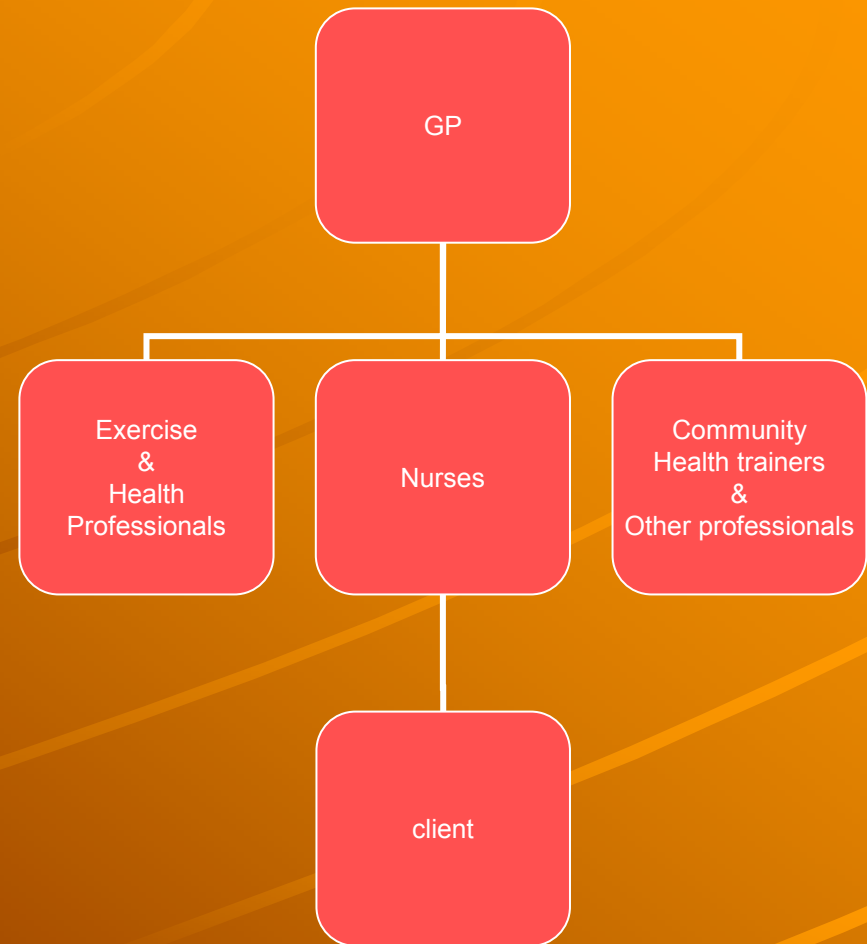 GP
Exercise
&
Health
Professionals
Nurses
Community
Health trainers
&
Other professionals
client